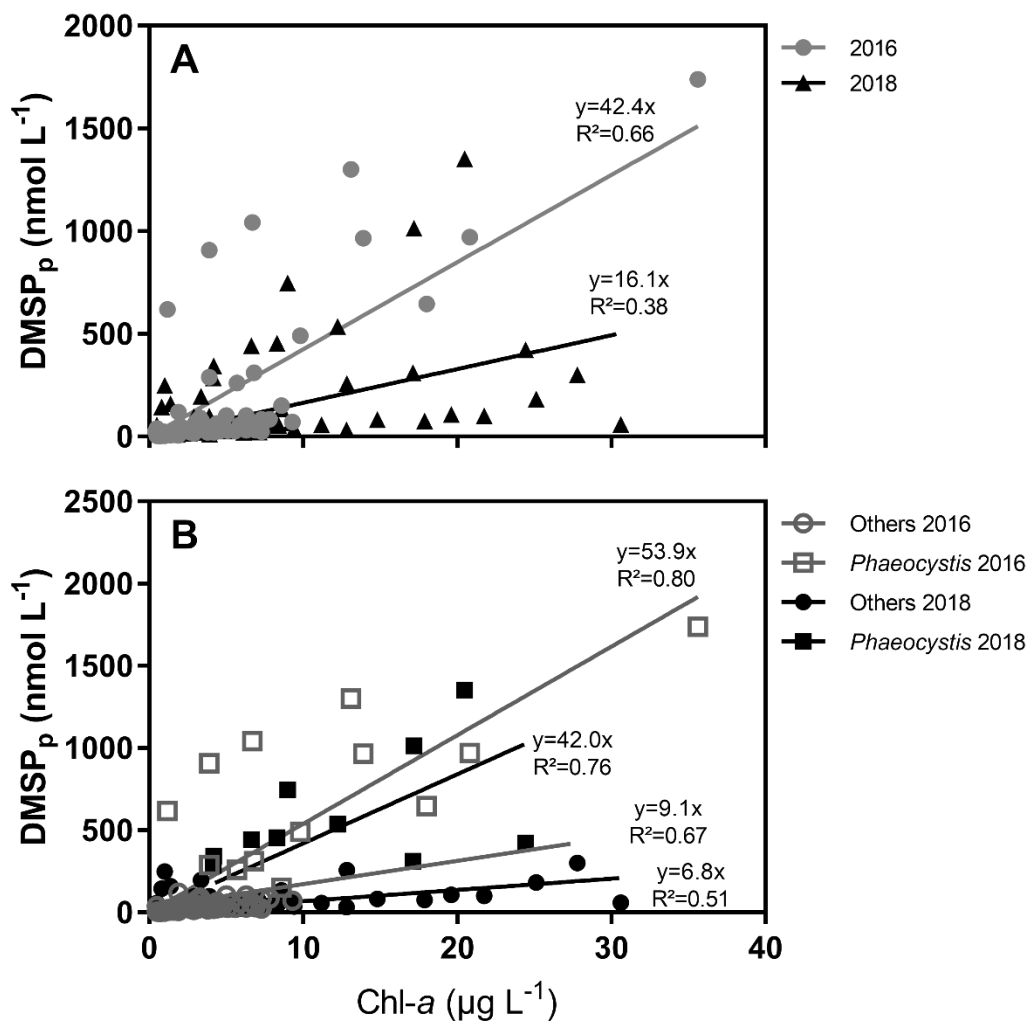 A
2000
1500
1000
500
0
DMSPp (nmol L-1)
y=42.4x
R²=0.66
y=16.1x
R²=0.38
2016
2018
B
2500
2000
1500
1000
500
0
DMSPp (nmol L-1)
y=53.9x
R²=0.80
y=42.0x
R²=0.76
y=9.1x
R²=0.67
y=6.8x
R²=0.51
Others 2016
Phaeocystis 2016
Others 2018
Phaeocystis 2018
0 10 20 30 40
Chl-a (µg L-1)